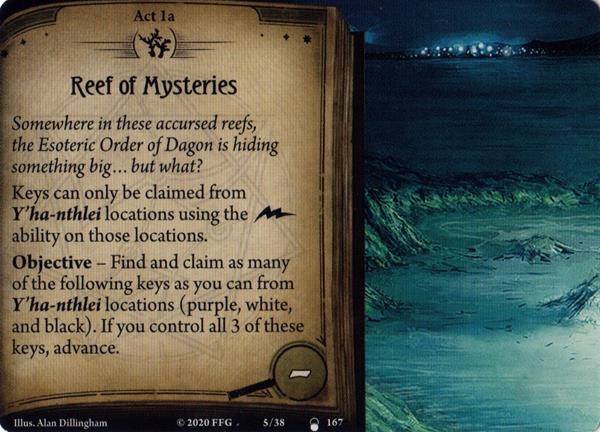 Act 1a
Reef of Mysteries
Somewhere in these accursed reefs,
the Esoteric Order of Dagon is hiding
something big… but what?
Keys can only be claimed from
Y'ha-nthlei locations using the
ability on those locations.
Objective – Find and claim as many
of the following keys as you can from
Y'ha-nthlei locations (purple, white,
and black). If you control all 3 of these
keys, advance.
–
Illus. Alan Dillingham
© 2020 FFG
5/38
167